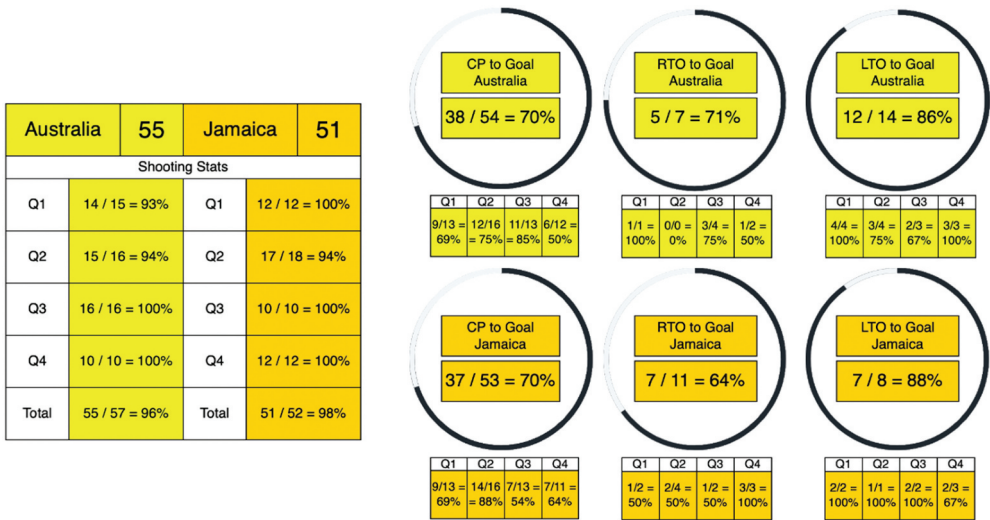 Australia 55 Jamaica 51
Shooting Stats
Q1 14 / 15 = 93% Q1 12 / 12 = 100%
Q2 15 / 16 = 94% Q2 17 / 18 = 94%
Q3 16 / 16 = 100% Q3 10 / 10 = 100%
Q4 10 / 10 = 100% Q4 12 / 12 = 100%
Total 55 / 57 = 96% Total 51 / 52 = 98%
CP to Goal
Australia
38 / 54 = 70%
Q1 Q2 Q3 Q4
9/13 = 12/16 11/13 6/12 =
69% = 75% = 85% 50%
RTO to Goal
Australia
5 / 7 = 71%
Q1 Q2 Q3 Q4
1/1 = 0/0 = 3/4 = 1/2 =
100% 0% 75% 50%
LTO to Goal
Australia
12 / 14 = 86%
Q1 Q2 Q3 Q4
4/4 = 3/4 = 2/3 = 3/3 =
100% 75% 67% 100%
CP to Goal
Jamaica
37 / 53 = 70%
Q1 Q2 Q3 Q4
9/13 = 14/16 7/13 = 7/11 =
69% = 88% 54% 64%
RTO to Goal
Jamaica
7 / 11 = 64%
Q1 Q2 Q3 Q4
1/2 = 2/4 = 1/2 = 3/3 =
50% 50% 50% 100%
LTO to Goal
Jamaica
7 / 8 = 88%
Q1 Q2 Q3 Q4
2/2 = 1/1 = 2/2 = 2/3 =
100% 100% 100% 67%